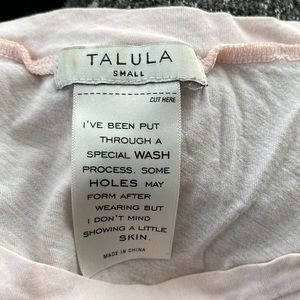 TALULA
SMALL
CUT HERE
I'VE BEEN PUT
THROUGH A
SPECIAL WASH
PROCESS. SOME
HOLES MAY
FORM AFTER
WEARING BUT
I DON'T MIND
SHOWING A LITTLE
SKIN.
MADE IN CHINA